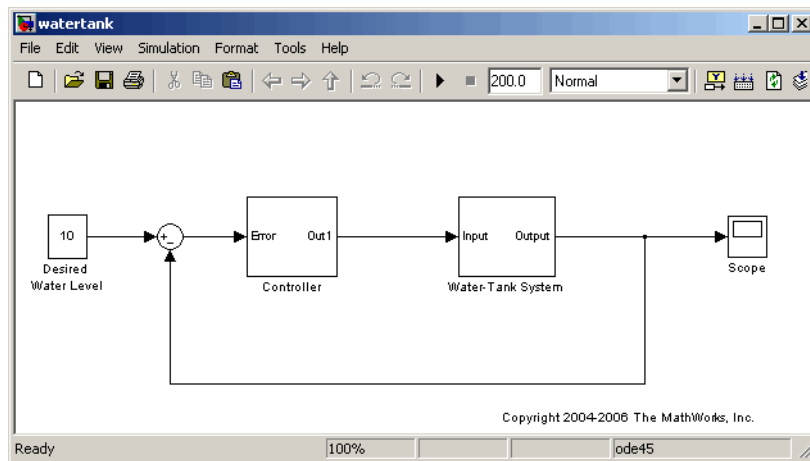 watertank
File Edit View Simulation Format Tools Help
200.0 Normal
10
Desired
Water Level
+
-
Error Out1
Controller
Input Output
Water-Tank System
Scope
Copyright 2004-2006 The MathWorks, Inc.
Ready 100% ode45